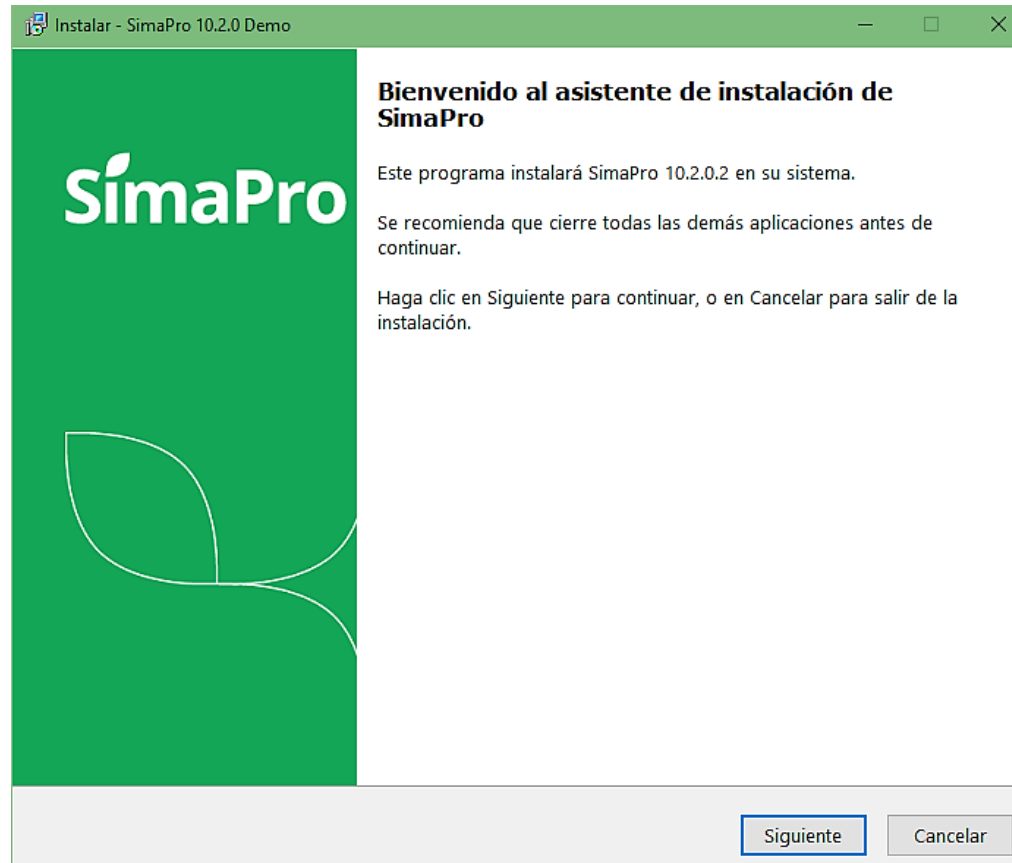 Instalar - SimaPro 10.2.0 Demo
SimaPro
Bienvenido al asistente de instalación de
SimaPro
Este programa instalará SimaPro 10.2.0.2 en su sistema.
Se recomienda que cierre todas las demás aplicaciones antes de
continuar.
Haga clic en Siguiente para continuar, o en Cancelar para salir de la
instalación.
Siguiente
Cancelar